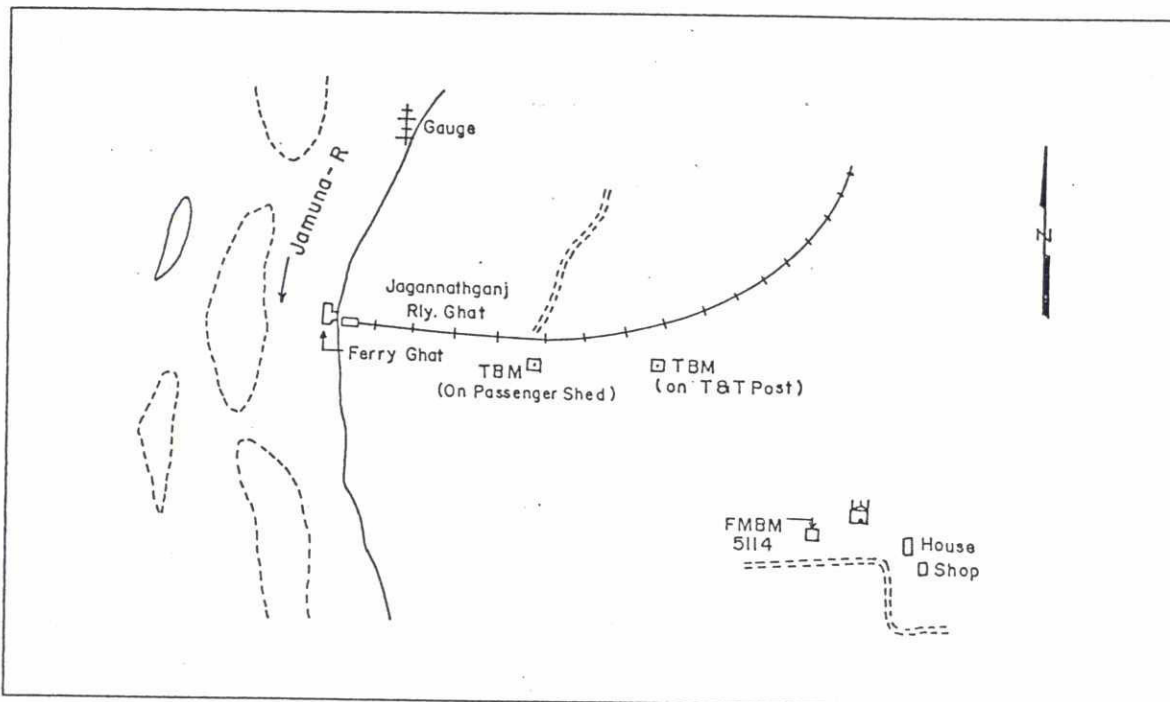 Gauge
Jamuna-R
Jagannathganj
Rly. Ghat
Ferry Ghat
TBM
(On Passenger Shed)
TBM
(on T&T Post)
N
FMBM
5114
House
Shop